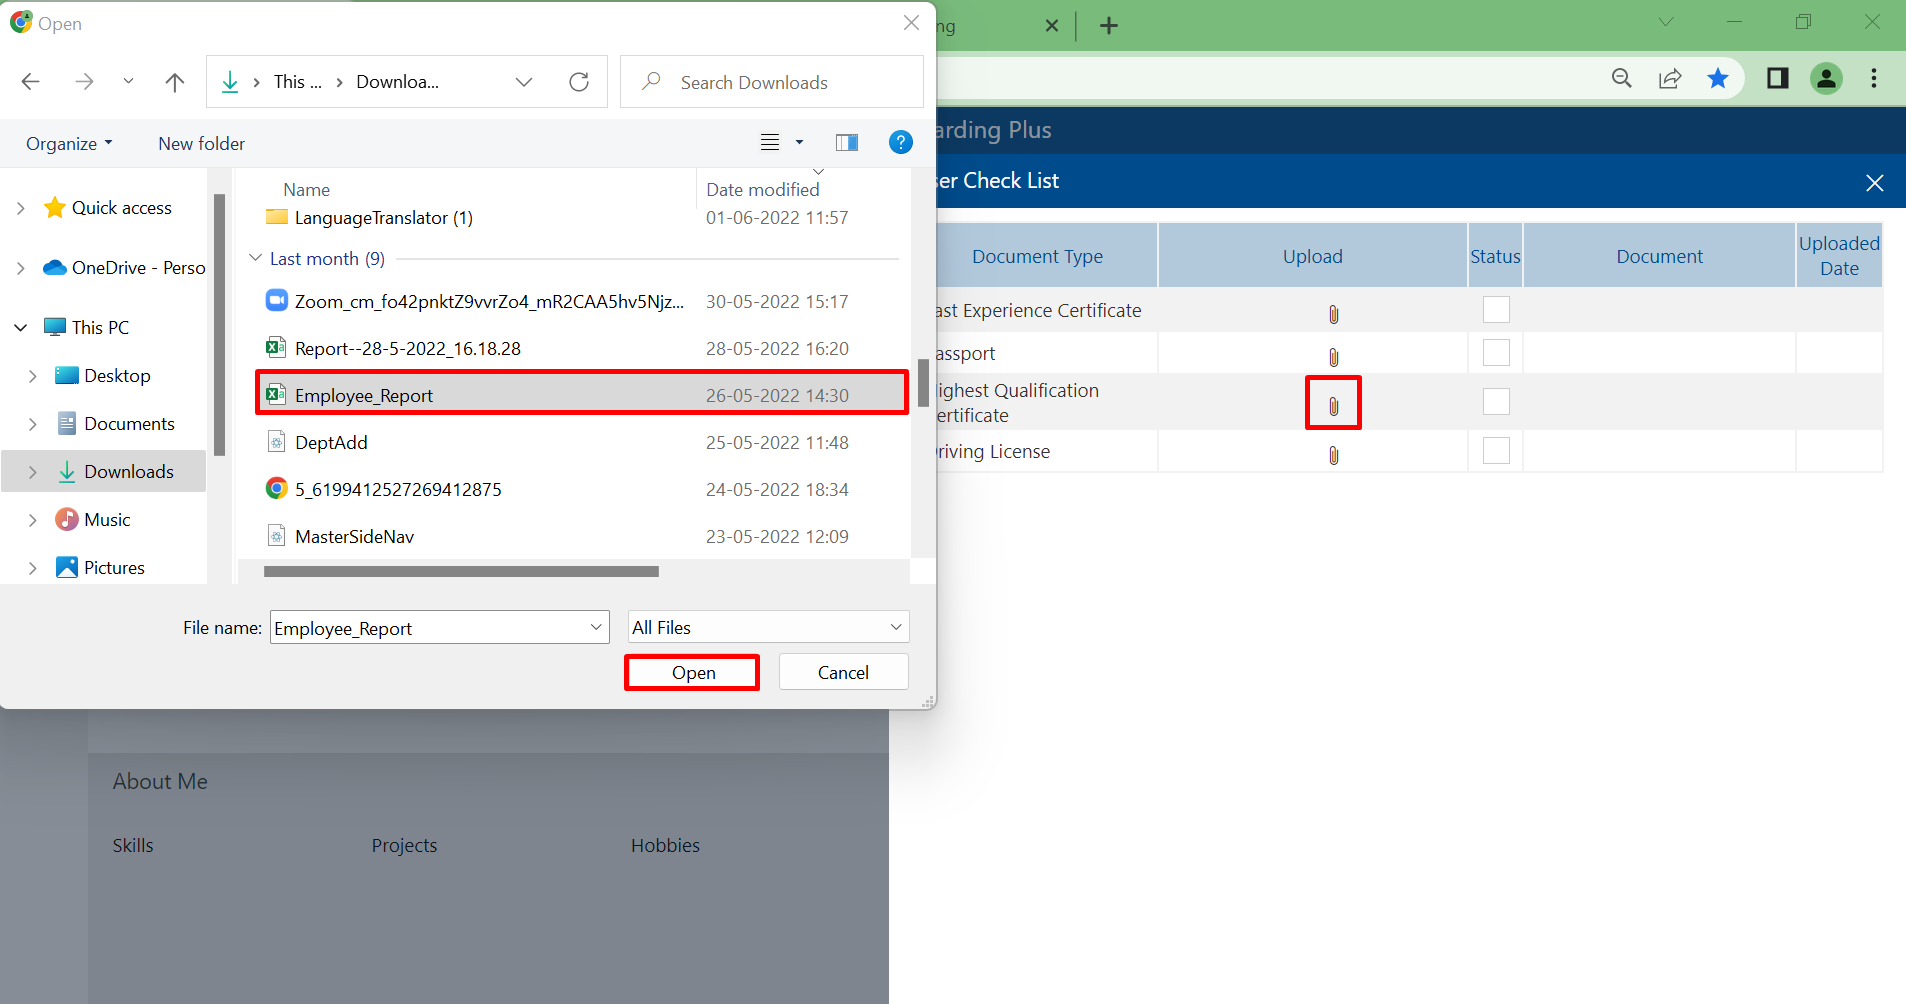 Open
ng
This ...
Downloa...
Search Downloads
Organize
New folder
?
arding Plus
ser Check List
Quick access
OneDrive - Perso
This PC
Desktop
Documents
Downloads
Music
Pictures
Name
Date modified
LanguageTranslator (1)
01-06-2022 11:57
Last month (9)
Zoom_cm_fo42pnktZ9vvrZo4_mR2CAA5hv5Njz...
30-05-2022 15:17
Report--28-5-2022_16.18.28
28-05-2022 16:20
Employee_Report
26-05-2022 14:30
DeptAdd
25-05-2022 11:48
5_6199412527269412875
24-05-2022 18:34
MasterSideNav
23-05-2022 12:09
File name:
Employee_Report
All Files
Open
Cancel
Document Type
Upload
Status
Document
Uploaded
Date
ast Experience Certificate
assport
ighest Qualification
ertificate
riving License
About Me
Skills
Projects
Hobbies